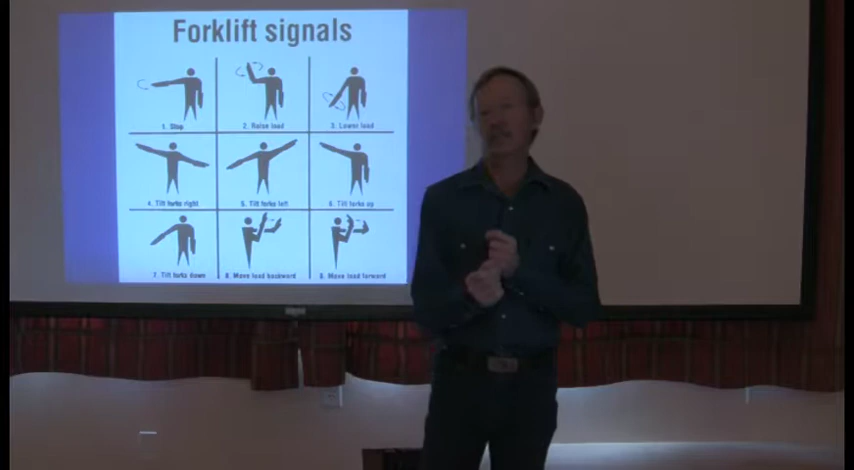 Forklift signals
1. Stop
2. Raise load
3. Lower load
4. Tilt forks right
5. Tilt forks left
6. Tilt forks up
7. Tilt forks down
8. Move load backward
9. Move load forward